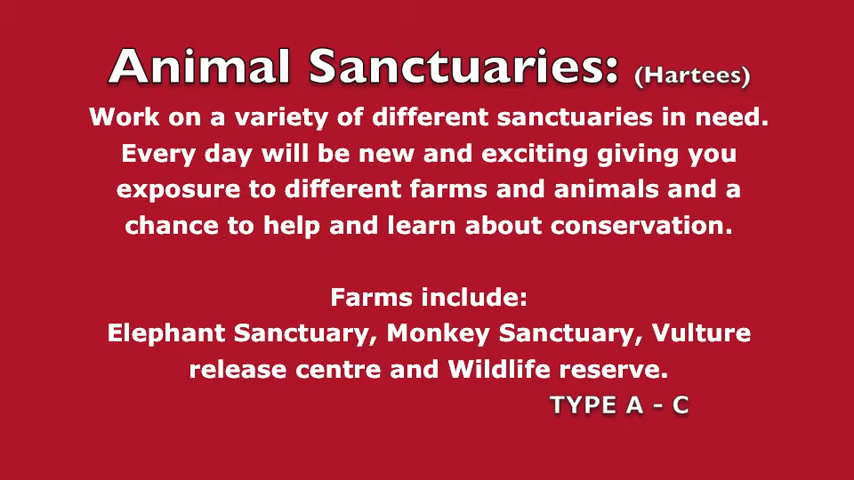 Animal Sanctuaries: (Hartees)
Work on a variety of different sanctuaries in need.
Every day will be new and exciting giving you
exposure to different farms and animals and a
chance to help and learn about conservation.
Farms include:
Elephant Sanctuary, Monkey Sanctuary, Vulture
release centre and Wildlife reserve.
TYPE A - C